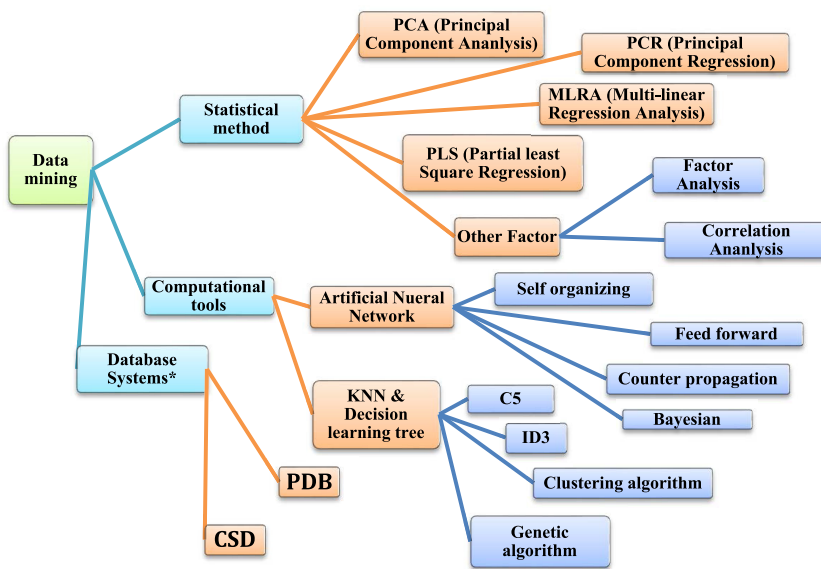 Data
mining
Statistical
method
PCA (Principal
Component Ananlysis)
PCR (Principal
Component Regression)
MLRA (Multi-linear
Regression Analysis)
PLS (Partial least
Square Regression)
Other Factor
Factor
Analysis
Correlation
Ananlysis
Computational
tools
Artificial Nueral
Network
Self organizing
Feed forward
Counter propagation
Bayesian
KNN &
Decision
learning tree
C5
ID3
Clustering algorithm
Genetic
algorithm
Database
Systems*
PDB
CSD